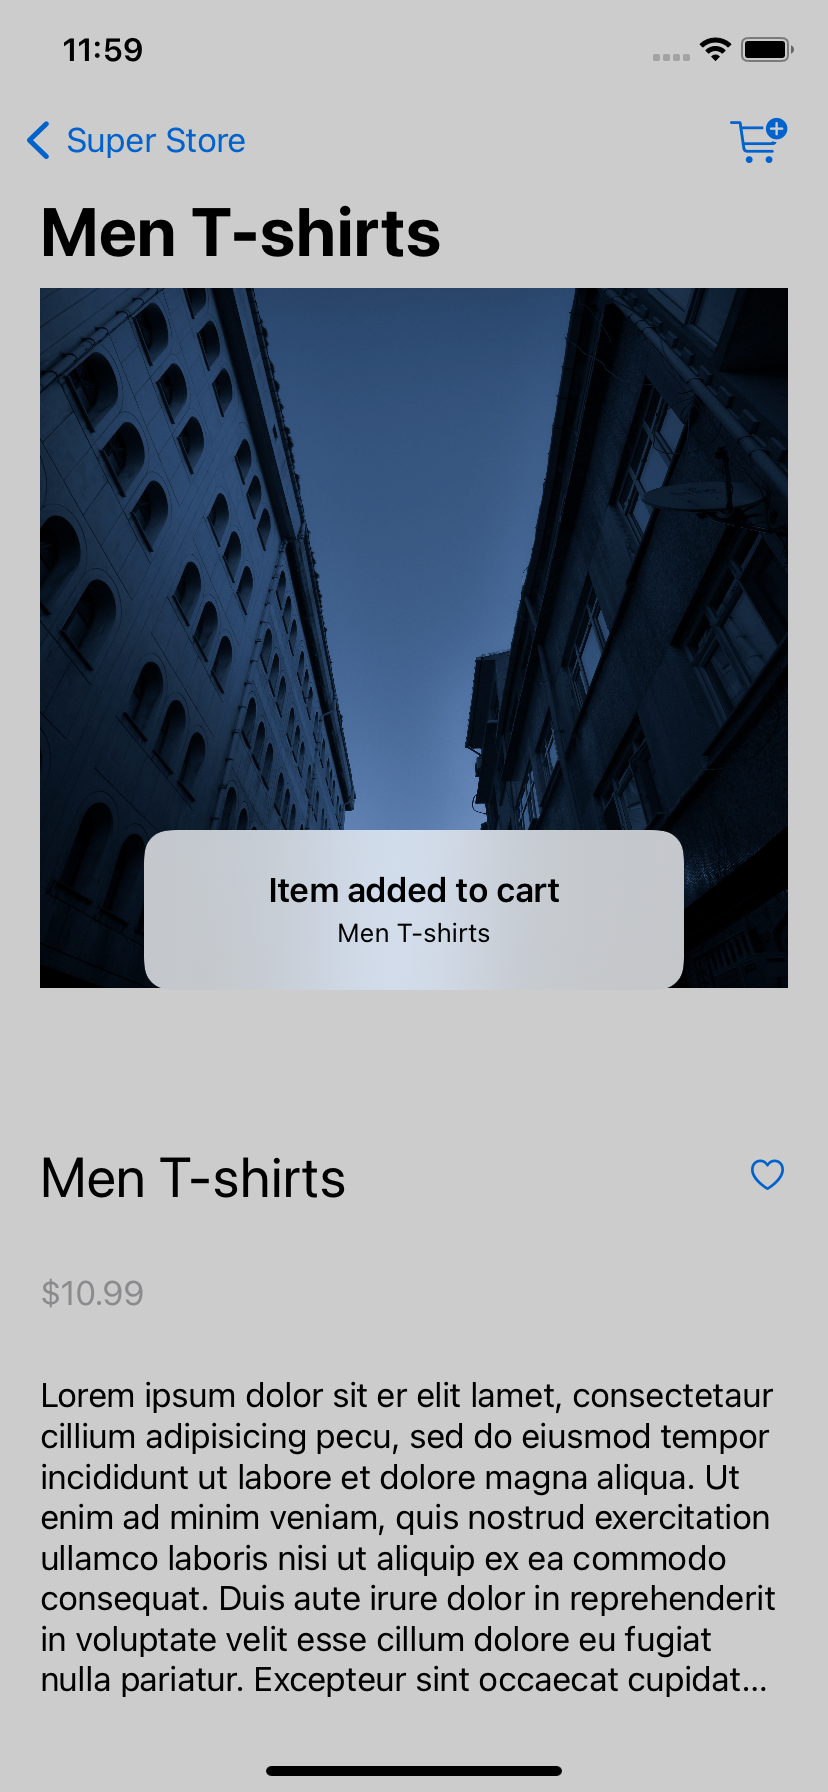 11:59
Super Store
Men T-shirts
Item added to cart
Men T-shirts
Men T-shirts
$10.99
Lorem ipsum dolor sit er elit lamet, consectetaur
cillium adipisicing pecu, sed do eiusmod tempor
incididunt ut labore et dolore magna aliqua. Ut
enim ad minim veniam, quis nostrud exercitation
ullamco laboris nisi ut aliquip ex ea commodo
consequat. Duis aute irure dolor in reprehenderit
in voluptate velit esse cillum dolore eu fugiat
nulla pariatur. Excepteur sint occaecat cupidat...